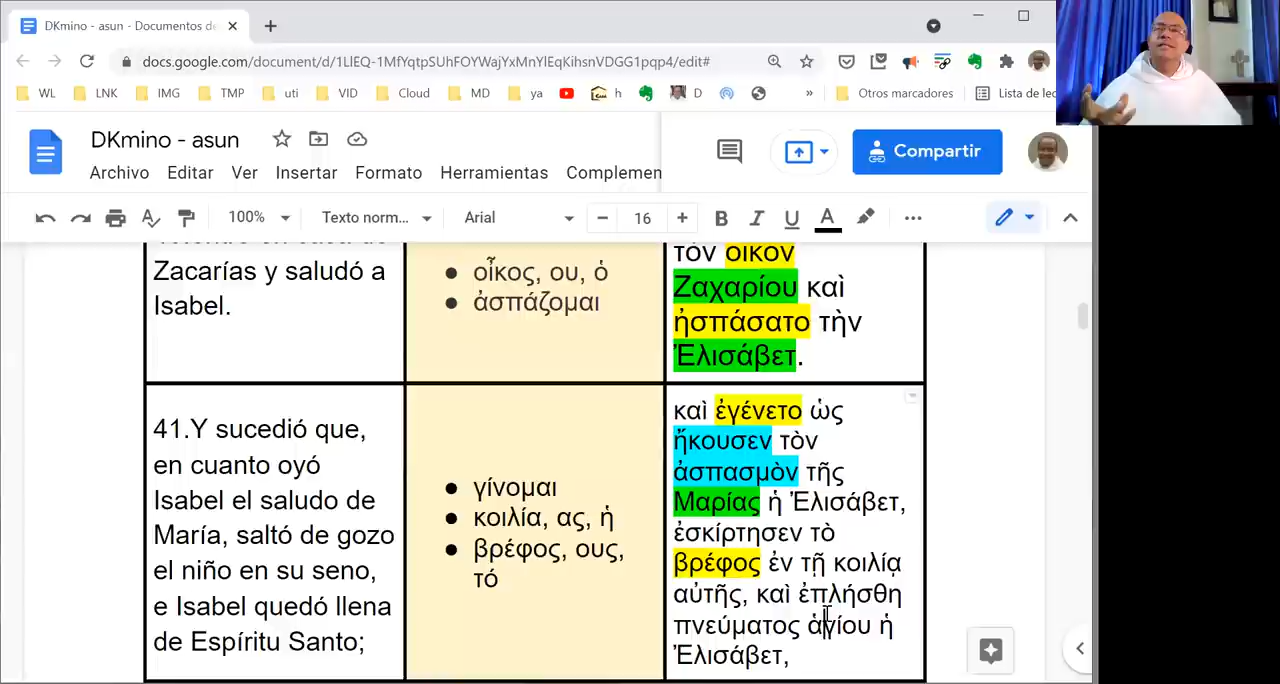 DKmino - asun - Documentos de
docs.google.com/document/d/1LlEQ-1MfYqtpSUhFOYWajYxMnYlEqKihsnVDGG1pqp4/edit#
WL LNK IMG TMP uti VID Cloud MD ya h D » Otros marcadores Lista de lec
DKmino - asun
Archivo Editar Ver Insertar Formato Herramientas Complemen
Compartir
100% Texto norm... Arial 16 B I U A
Zacarías y saludó a
Isabel.
οἶκος, ου, ὁ
ἀσπάζομαι
τὸν οἶκον
Ζαχαρίου καὶ
ἠσπάσατο τὴν
Ἐλισάβετ.
41.Y sucedió que,
en cuanto oyó
Isabel el saludo de
María, saltó de gozo
el niño en su seno,
e Isabel quedó llena
de Espíritu Santo;
γίνομαι
κοιλία, ας, ἡ
βρέφος, ους,
τό
καὶ ἐγένετο ὡς
ἤκουσεν τὸν
ἀσπασμὸν τῆς
Μαρίας ἡ Ἐλισάβετ,
ἐσκίρτησεν τὸ
βρέφος ἐν τῇ κοιλίᾳ
αὐτῆς, καὶ ἐπλήσθη
πνεύματος ἁγίου ἡ
Ἐλισάβετ,